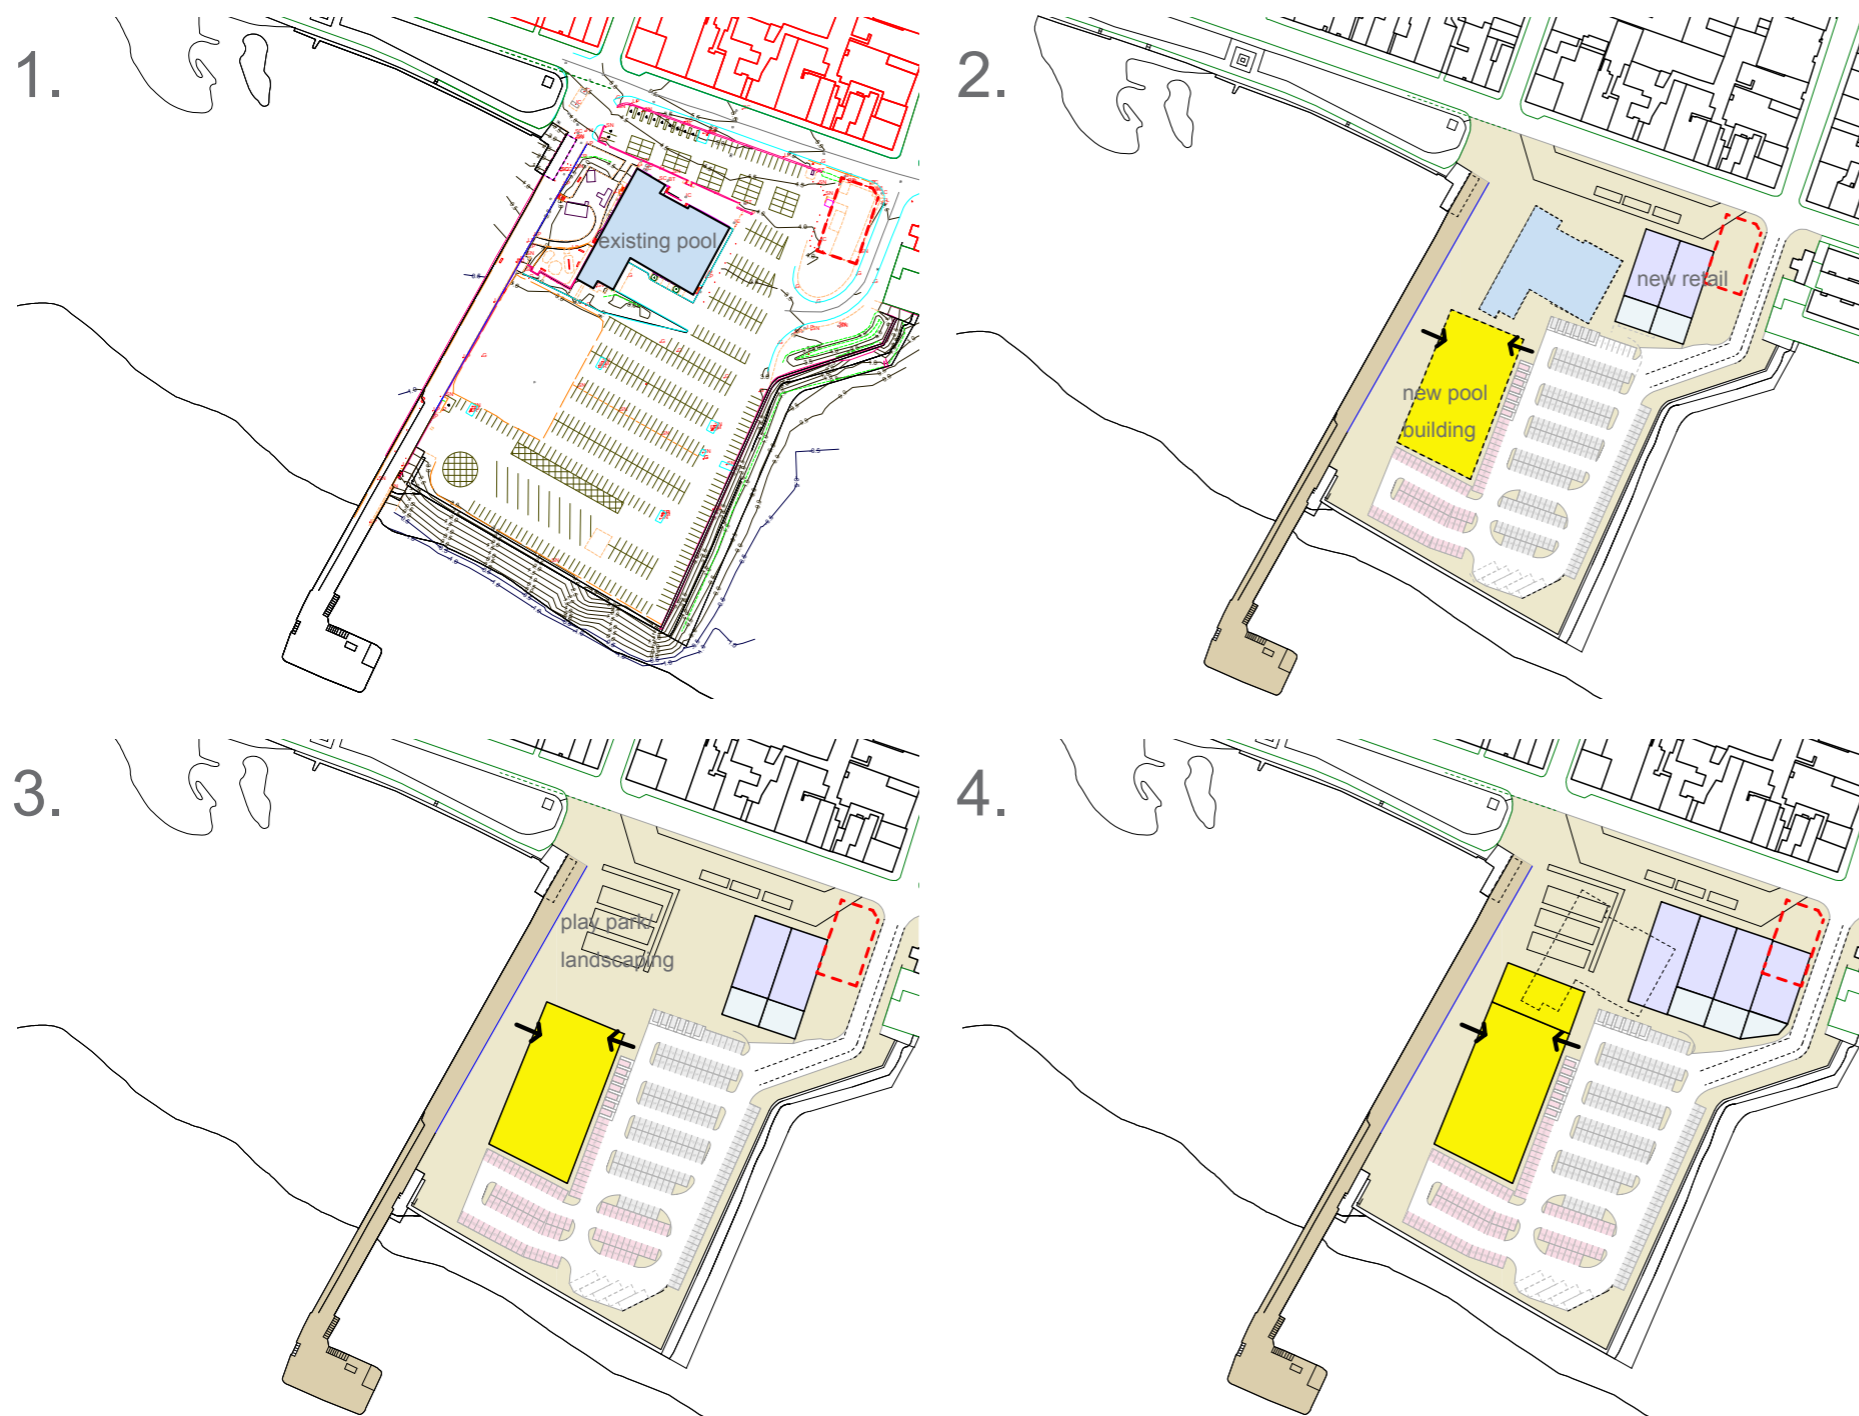 1.
existing pool
2.
new retail
new pool
building
3.
play park/
landscaping
4.